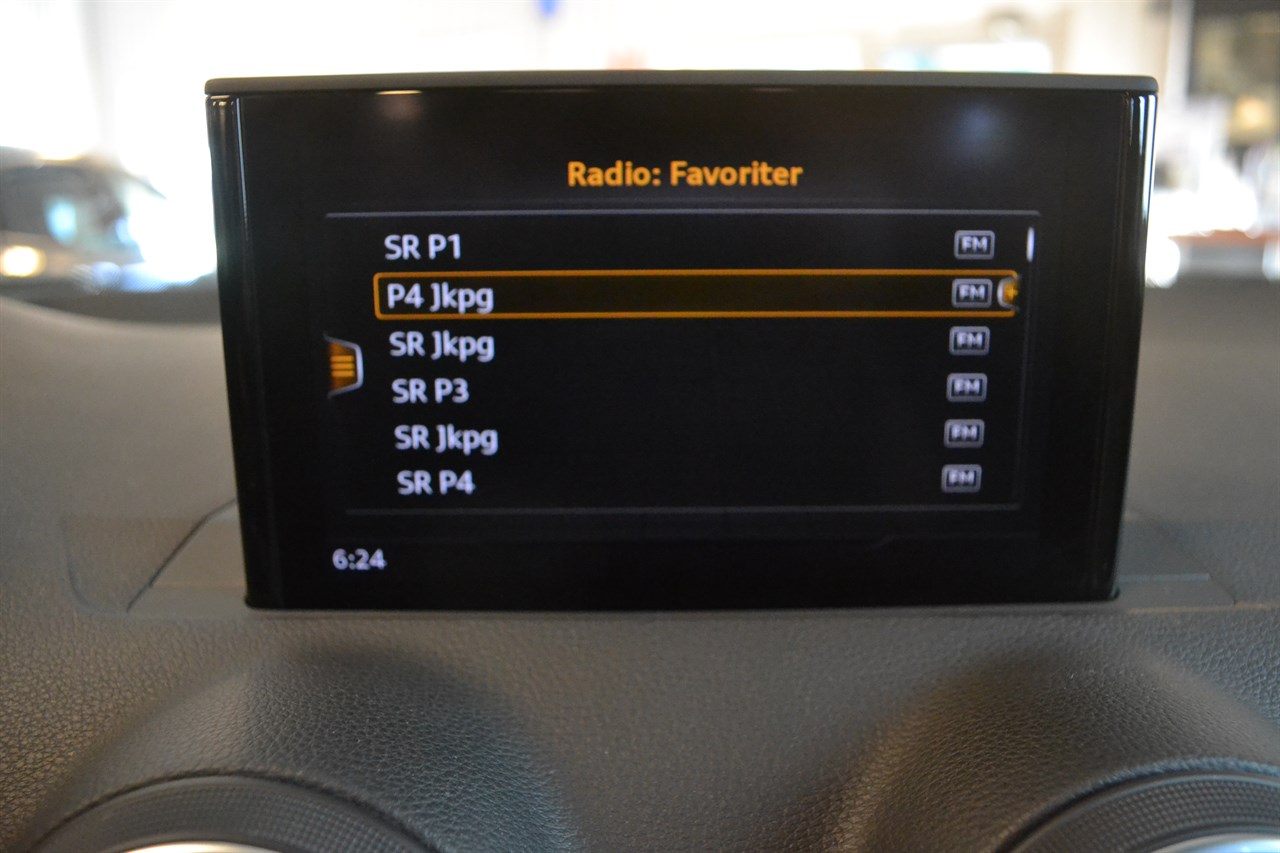 Radio: Favoriter
SR P1 FM
P4 Jkpg FM
SR Jkpg FM
SR P3 FM
SR Jkpg FM
SR P4 FM
6:24